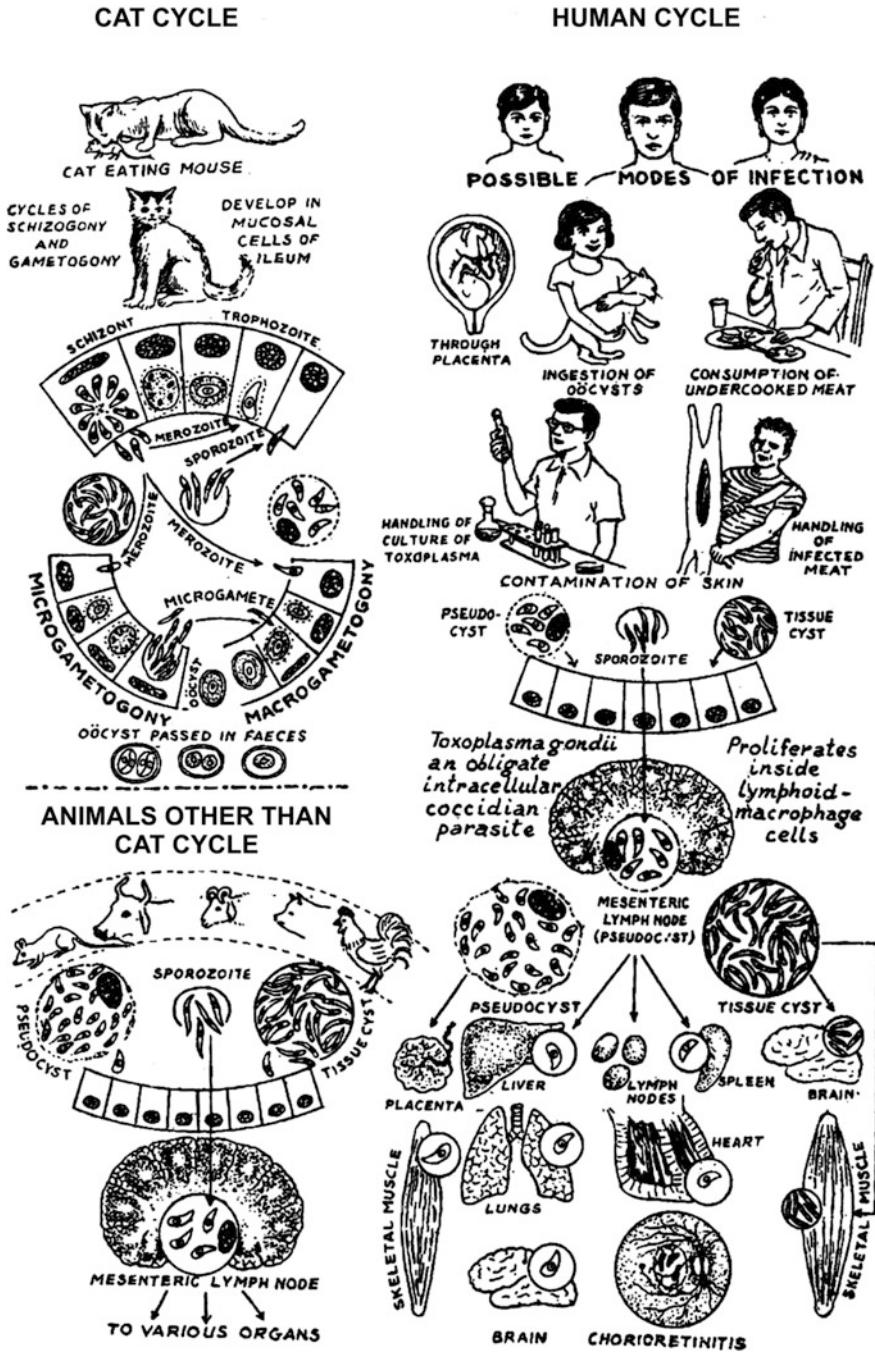 CAT CYCLE
CAT EATING MOUSE
CYCLES OF
SCHIZOGONY
AND
GAMETOGONY
DEVELOP IN
MUCOSAL
CELLS OF
ILEUM
SCHIZONT
TROPHOZOITE
MEROZOITE
SPOROZOITE
MEROZOITE
MEROZOITE
MICROGAMETE
MICROGAMETOGONY
OÖCYST
MACROGAMETOGONY
OÖCYST PASSED IN FAECES
ANIMALS OTHER THAN
CAT CYCLE
SPOROZOITE
PSEUDOCYST
TISSUE CYST
MESENTERIC LYMPH NODE
TO VARIOUS ORGANS
HUMAN CYCLE
POSSIBLE MODES OF INFECTION
THROUGH
PLACENTA
INGESTION OF
OÖCYSTS
CONSUMPTION OF
UNDERCOOKED MEAT
HANDLING OF
CULTURE OF
TOXOPLASMA
HANDLING
OF
INFECTED
MEAT
CONTAMINATION OF SKIN
PSEUDO-
CYST
SPOROZOITE
TISSUE
CYST
Toxoplasma gondii
an obligate
intracellular
coccidian
parasite
Proliferates
inside
lymphoid-
macrophage
cells
MESENTERIC
LYMPH NODE
(PSEUDOCYST)
PSEUDOCYST
TISSUE CYST
PLACENTA
LIVER
LYMPH
NODES
SPLEEN
BRAIN
SKELETAL MUSCLE
LUNGS
HEART
SKELETAL MUSCLE
BRAIN
CHORIORETINITIS